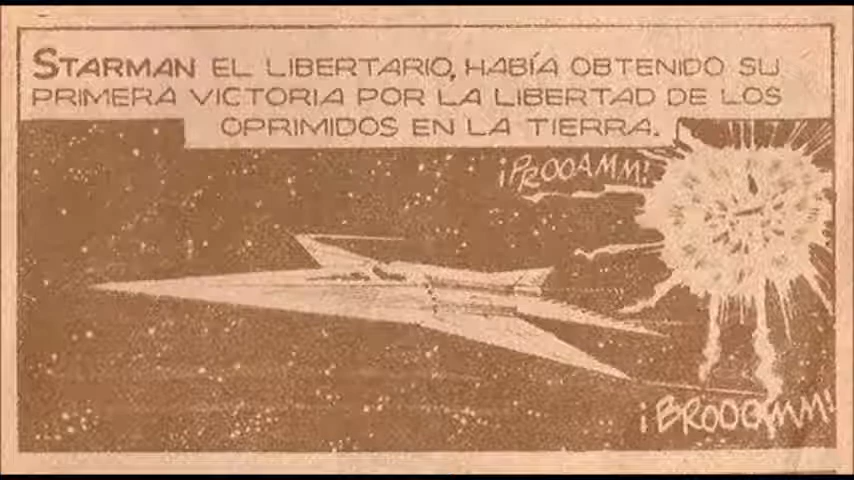 STARMAN EL LIBERTARIO, HABÍA OBTENIDO SU
PRIMERA VICTORIA POR LA LIBERTAD DE LOS
OPRIMIDOS EN LA TIERRA.
¡PROOAMM!
¡BROOOMM!